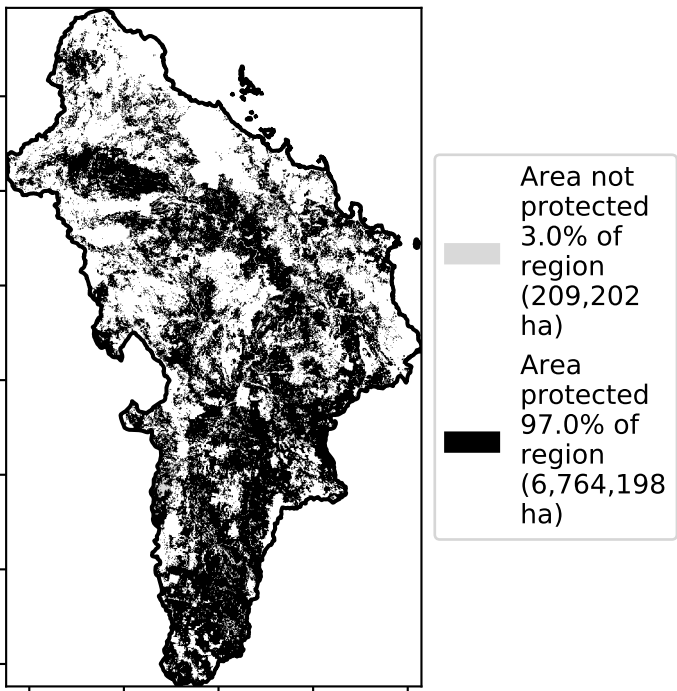 Area not
protected
3.0% of
region
(209,202
ha)
Area
protected
97.0% of
region
(6,764,198
ha)